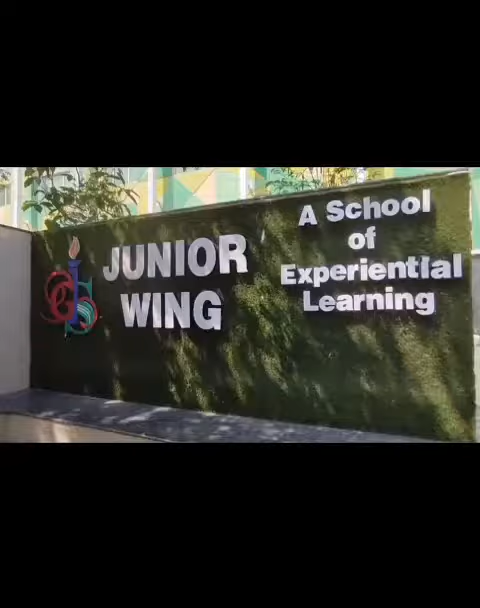 JUNIOR
WING
A School
of
Experiential
Learning